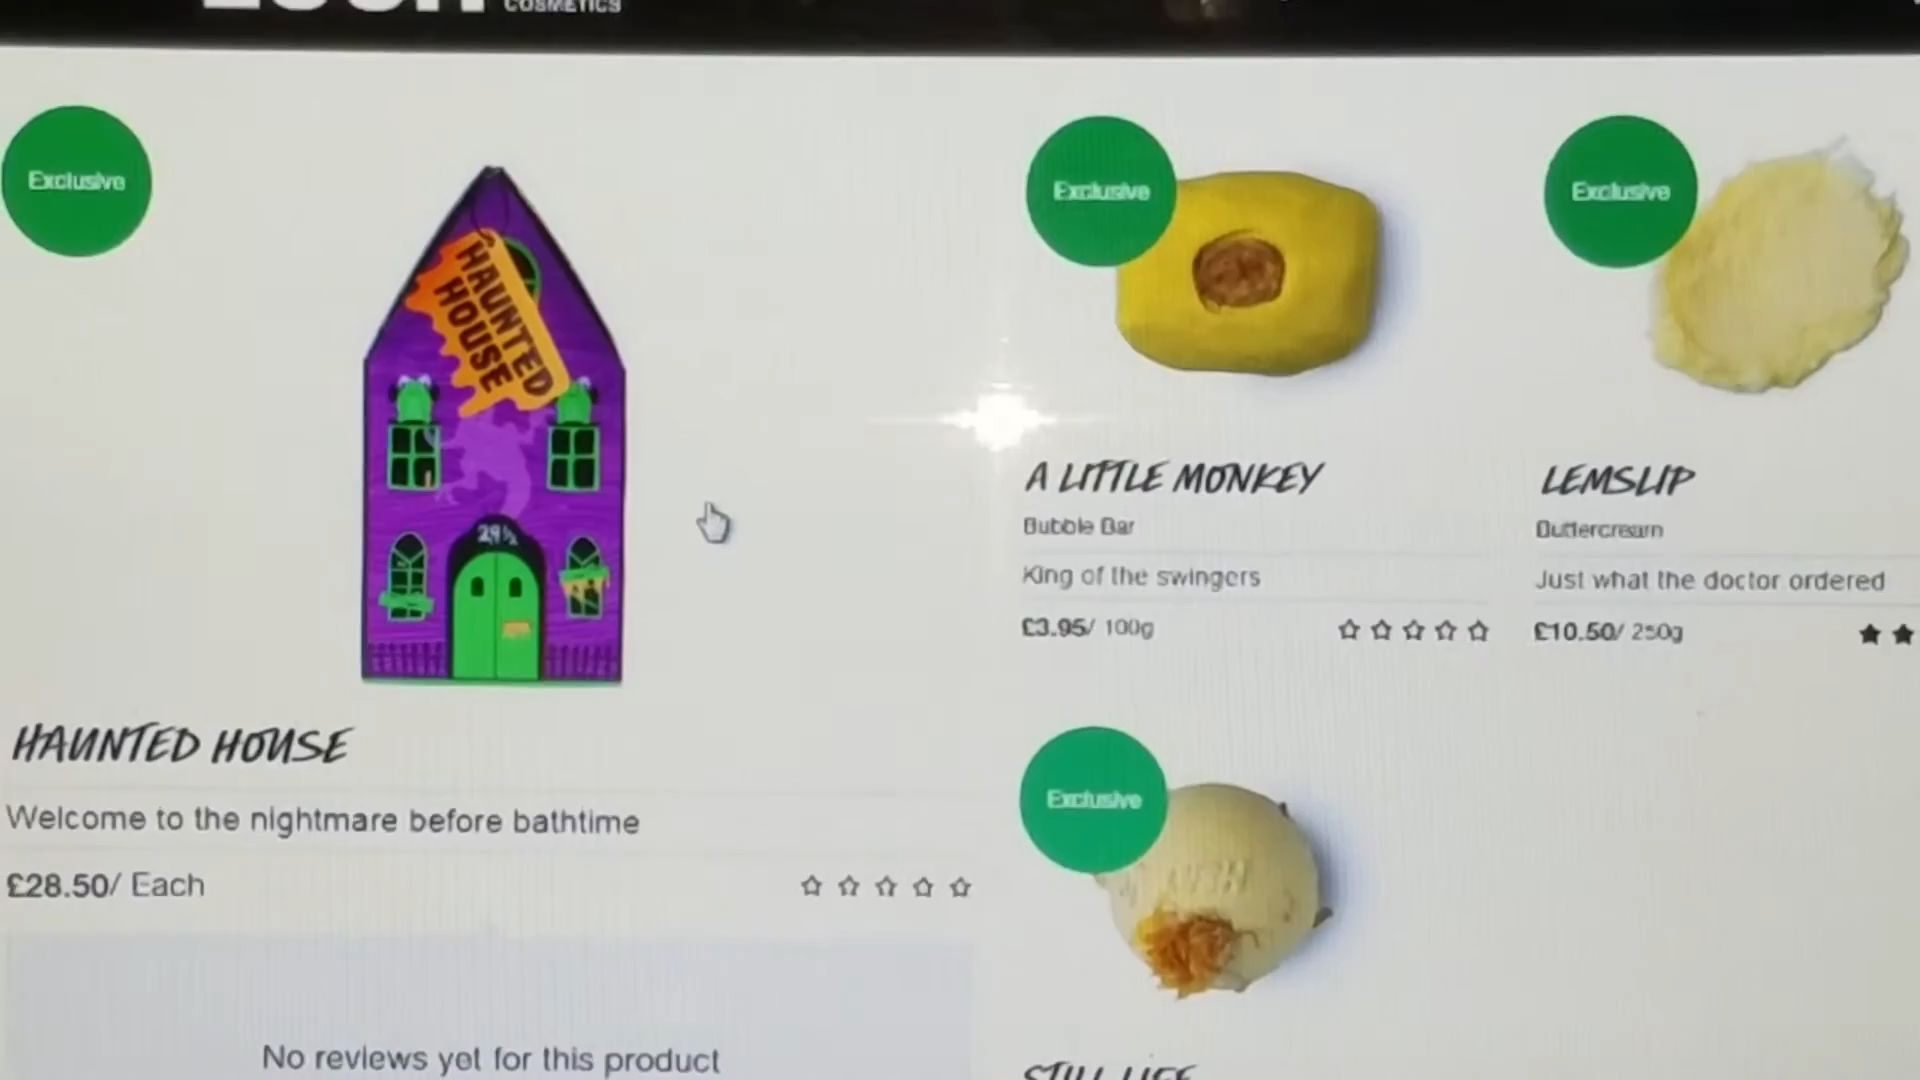 COSMETICS
Exclusive
HAUNTED
HOUSE
29½
HAUNTED HOUSE
Welcome to the nightmare before bathtime
£28.50/ Each
No reviews yet for this product
Exclusive
A LITTLE MONKEY
Bubble Bar
King of the swingers
£3.95/ 100g
Exclusive
LEMSLIP
Buttercream
Just what the doctor ordered
£10.50/ 250g
Exclusive
STILL LIFE